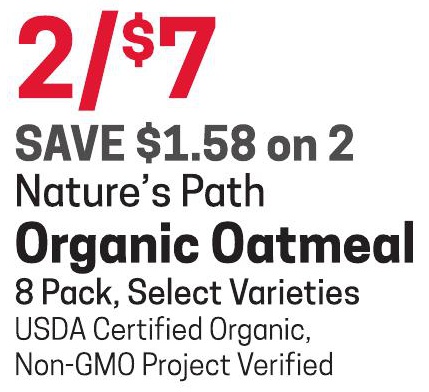 2/$7
SAVE $1.58 on 2
Nature's Path
Organic Oatmeal
8 Pack, Select Varieties
USDA Certified Organic,
Non-GMO Project Verified